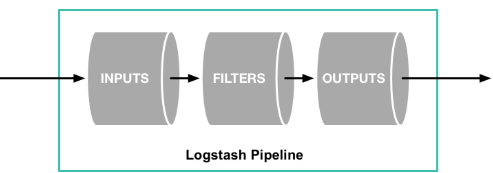 INPUTS
FILTERS
OUTPUTS
Logstash Pipeline